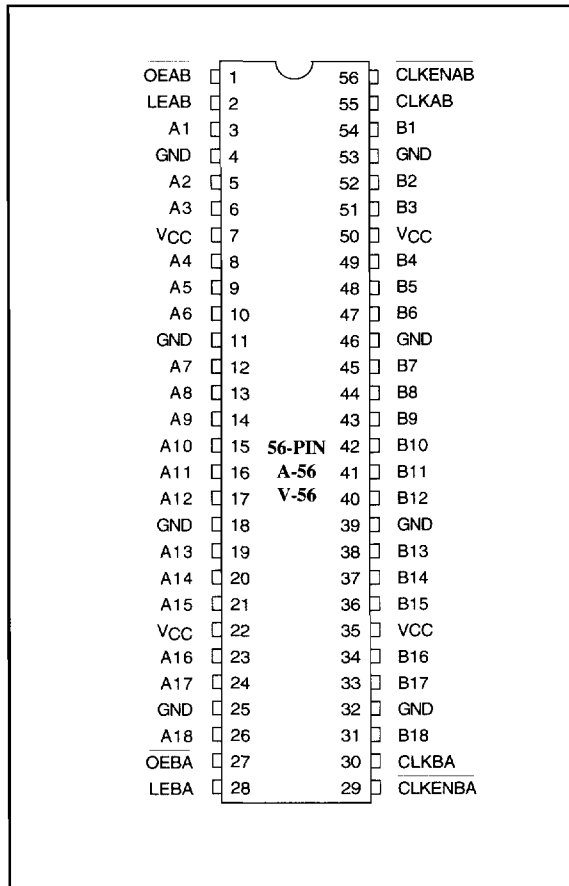 OEAB 1 56 CLKENAB
LEAB 2 55 CLKAB
A1 3 54 B1
GND 4 53 GND
A2 5 52 B2
A3 6 51 B3
VCC 7 50 VCC
A4 8 49 B4
A5 9 48 B5
A6 10 47 B6
GND 11 46 GND
A7 12 45 B7
A8 13 44 B8
A9 14 43 B9
A10 15 56-PIN 42 B10
A11 16 A-56 41 B11
A12 17 V-56 40 B12
GND 18 39 GND
A13 19 38 B13
A14 20 37 B14
A15 21 36 B15
VCC 22 35 VCC
A16 23 34 B16
A17 24 33 B17
GND 25 32 GND
A18 26 31 B18
OEBA 27 30 CLKBA
LEBA 28 29 CLKENBA